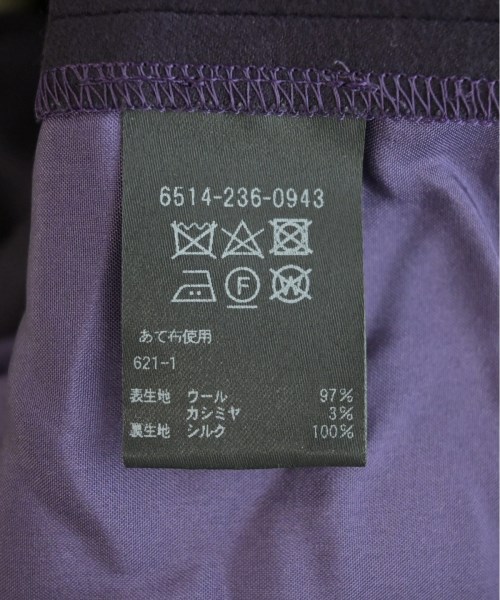 6514-236-0943
F W
あて布使用
621-1
表生地 ウール 97%
カシミヤ 3%
裏生地 シルク 100%